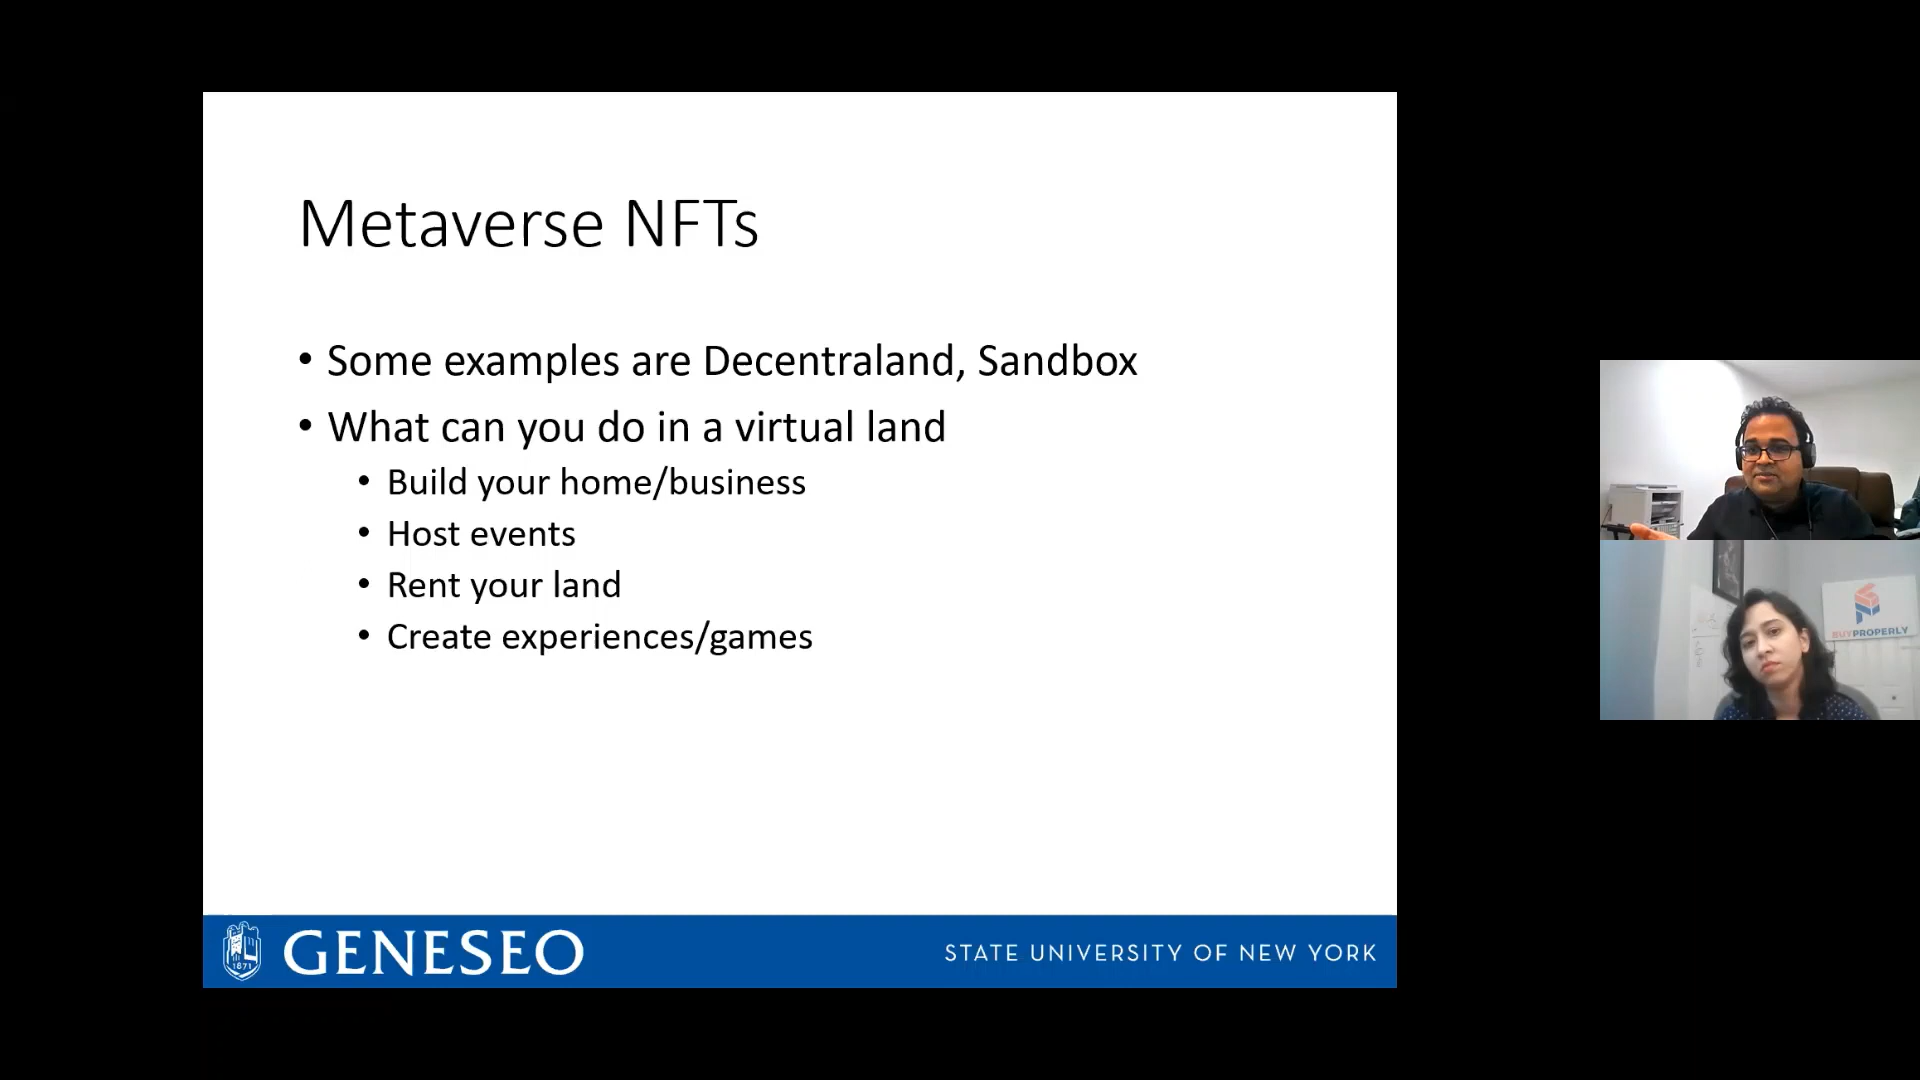 Metaverse NFTs
• Some examples are Decentraland, Sandbox
• What can you do in a virtual land
• Build your home/business
• Host events
• Rent your land
• Create experiences/games
1871
GENESEO
STATE UNIVERSITY OF NEW YORK
BUYPROPERLY